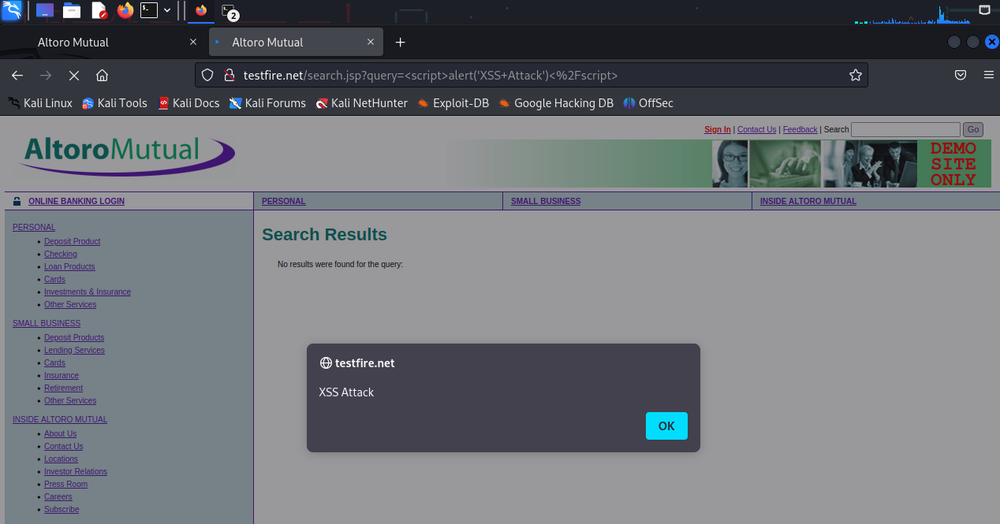 2
Altoro Mutual
Altoro Mutual
testfire.net/search.jsp?query=<script>alert('XSS+Attack')<%2Fscript>
Kali Linux Kali Tools Kali Docs Kali Forums Kali NetHunter Exploit-DB Google Hacking DB OffSec
Sign In | Contact Us | Feedback | Search Go
AltoroMutual
DEMO
SITE
ONLY
ONLINE BANKING LOGIN PERSONAL SMALL BUSINESS INSIDE ALTORO MUTUAL
PERSONAL
Deposit Product
Checking
Loan Products
Cards
Investments & Insurance
Other Services
SMALL BUSINESS
Deposit Products
Lending Services
Cards
Insurance
Retirement
Other Services
INSIDE ALTORO MUTUAL
About Us
Contact Us
Locations
Investor Relations
Press Room
Careers
Subscribe
Search Results
No results were found for the query:
testfire.net
XSS Attack
OK